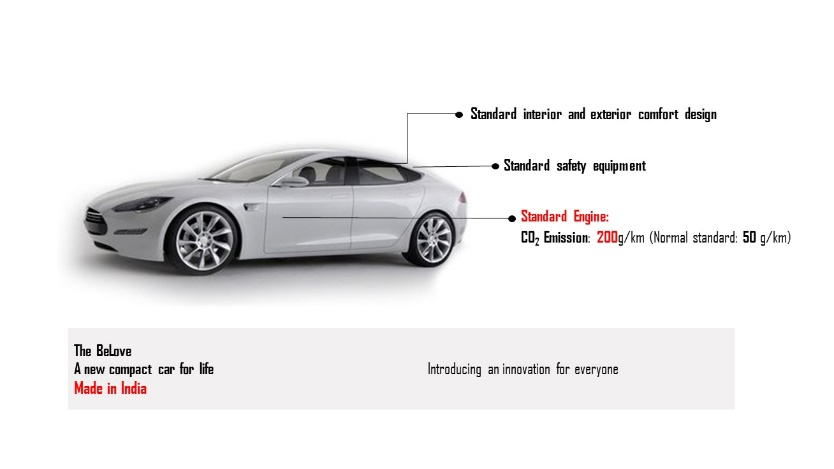 Standard interior and exterior comfort design
Standard safety equipment
Standard Engine:
CO₂ Emission: 200g/km (Normal standard: 50 g/km)
The BeLove
A new compact car for life
Made in India
Introducing an innovation for everyone